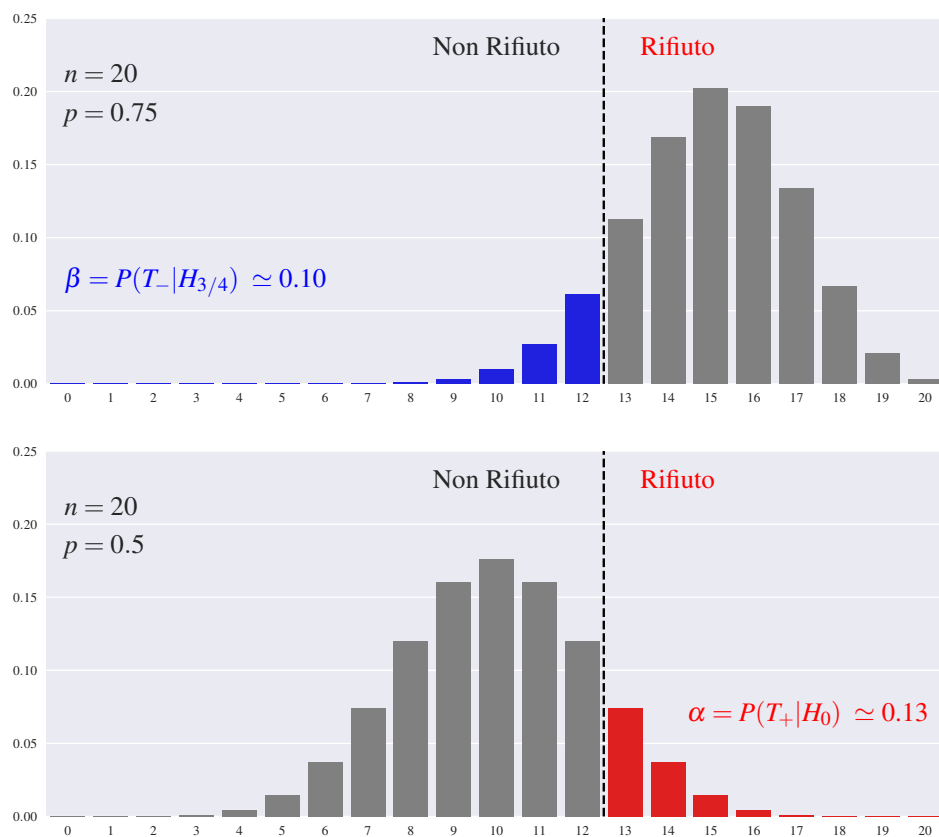 0.25
Non Rifiuto Rifiuto
n = 20
0.20
p = 0.75
0.15
0.10
β = P(T₋|H₃/₄) ≃ 0.10
0.05
0.00
0 1 2 3 4 5 6 7 8 9 10 11 12 13 14 15 16 17 18 19 20
0.25
Non Rifiuto Rifiuto
n = 20
0.20
p = 0.5
0.15
0.10
α = P(T₊|H₀) ≃ 0.13
0.05
0.00
0 1 2 3 4 5 6 7 8 9 10 11 12 13 14 15 16 17 18 19 20